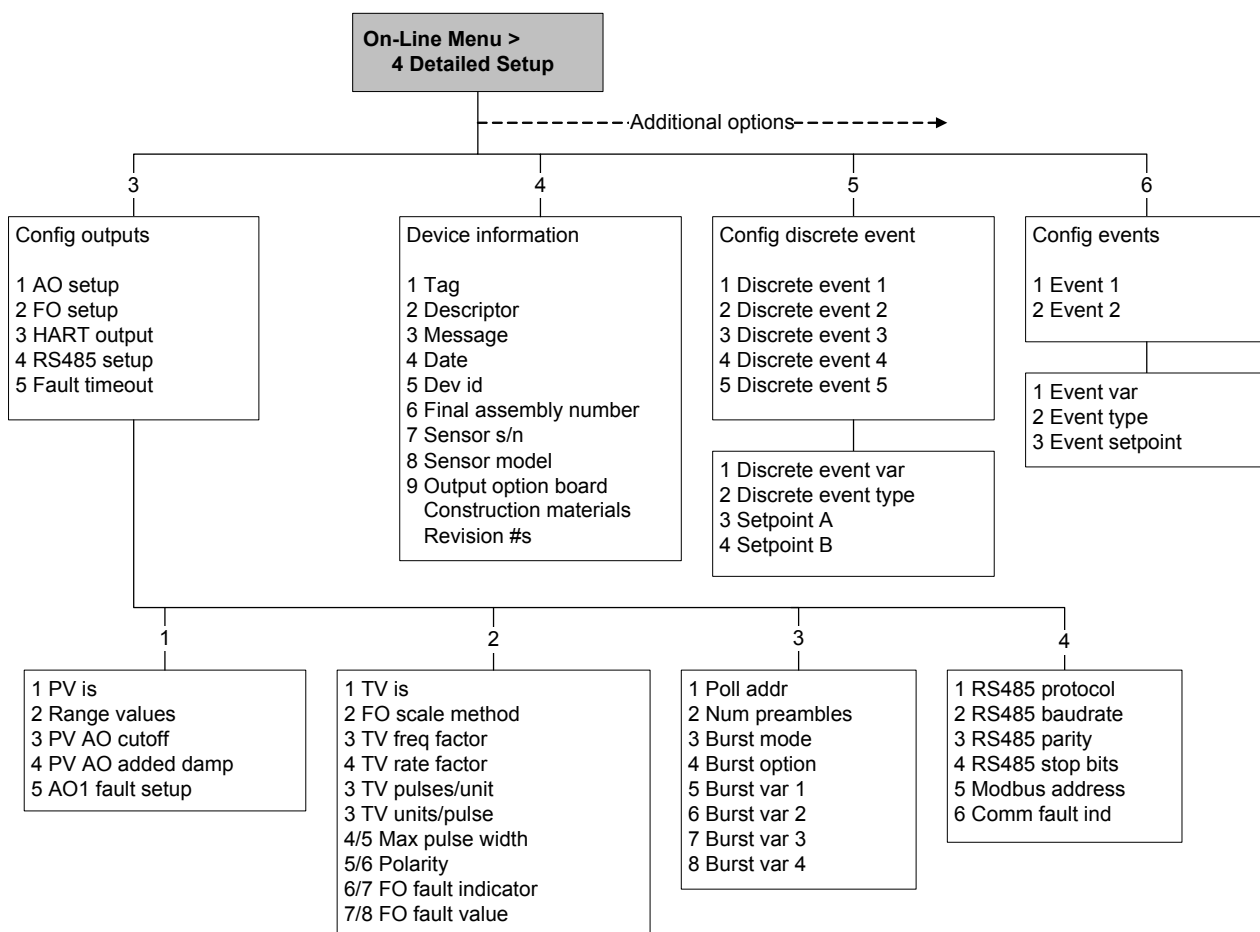 On-Line Menu >
4 Detailed Setup
Additional options
3
4
5
6
Config outputs
1 AO setup
2 FO setup
3 HART output
4 RS485 setup
5 Fault timeout
Device information
1 Tag
2 Descriptor
3 Message
4 Date
5 Dev id
6 Final assembly number
7 Sensor s/n
8 Sensor model
9 Output option board
Construction materials
Revision #s
Config discrete event
1 Discrete event 1
2 Discrete event 2
3 Discrete event 3
4 Discrete event 4
5 Discrete event 5
1 Discrete event var
2 Discrete event type
3 Setpoint A
4 Setpoint B
Config events
1 Event 1
2 Event 2
1 Event var
2 Event type
3 Event setpoint
1
2
3
4
1 PV is
2 Range values
3 PV AO cutoff
4 PV AO added damp
5 AO1 fault setup
1 TV is
2 FO scale method
3 TV freq factor
4 TV rate factor
3 TV pulses/unit
3 TV units/pulse
4/5 Max pulse width
5/6 Polarity
6/7 FO fault indicator
7/8 FO fault value
1 Poll addr
2 Num preambles
3 Burst mode
4 Burst option
5 Burst var 1
6 Burst var 2
7 Burst var 3
8 Burst var 4
1 RS485 protocol
2 RS485 baudrate
3 RS485 parity
4 RS485 stop bits
5 Modbus address
6 Comm fault ind